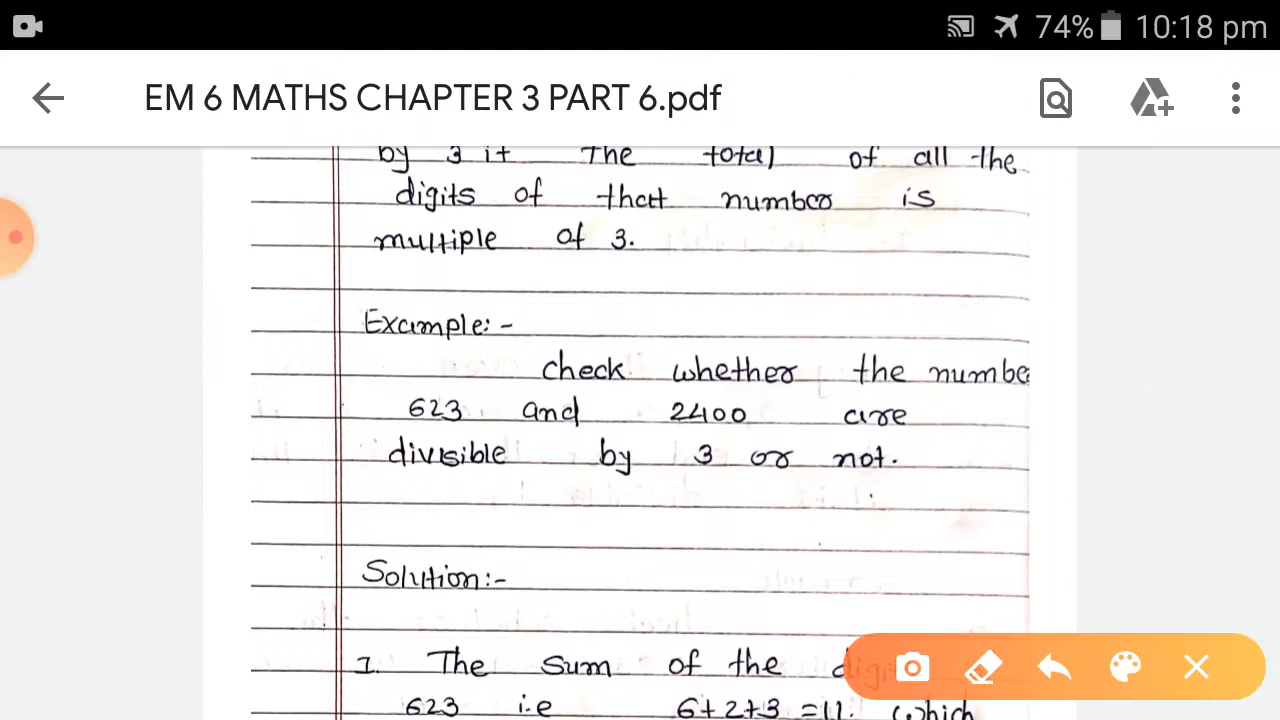 74% 10:18 pm
EM 6 MATHS CHAPTER 3 PART 6.pdf
by 3 if The total of all the
digits of that number is
multiple of 3.
Example:-
check whether the numbe
623 and 2400 are
divisible by 3 or not.
Solution:-
1. The Sum of the digi
623 i.e 6+2+3 =11. which